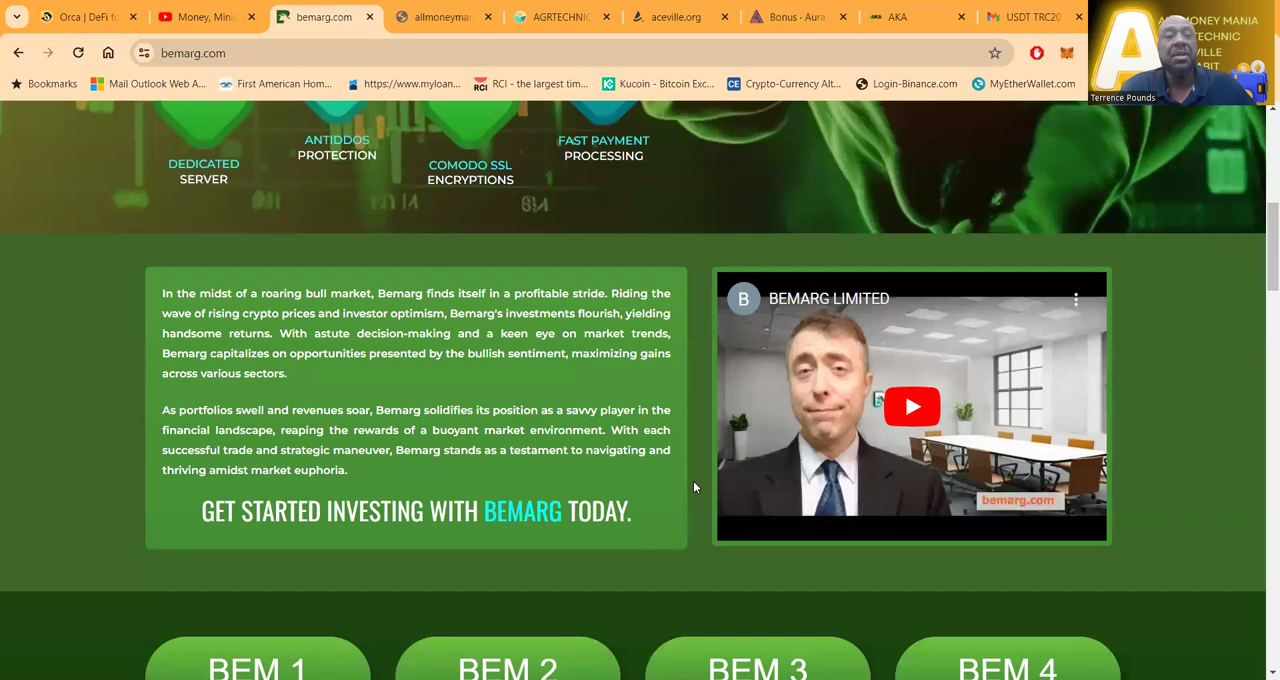 Orca | DeFi fo
Money, Mini
bemarg.com
allmoneyman
AGRTECHNIC
aceville.org
Bonus - Aura
AKA
USDT TRC20
bemarg.com
Bookmarks
Mail Outlook Web A...
First American Hom...
https://www.myloan...
RCI - the largest tim...
Kucoin - Bitcoin Exc...
Crypto-Currency Alt...
Login-Binance.com
MyEtherWallet.com
MONEY MANIA
TECHNIC
VILLE
ABIT
Terrence Pounds
DEDICATED
SERVER
ANTIDDOS
PROTECTION
COMODO SSL
ENCRYPTIONS
FAST PAYMENT
PROCESSING
In the midst of a roaring bull market, Bemarg finds itself in a profitable stride. Riding the
wave of rising crypto prices and investor optimism, Bemarg's investments flourish, yielding
handsome returns. With astute decision-making and a keen eye on market trends,
Bemarg capitalizes on opportunities presented by the bullish sentiment, maximizing gains
across various sectors.
As portfolios swell and revenues soar, Bemarg solidifies its position as a savvy player in the
financial landscape, reaping the rewards of a buoyant market environment. With each
successful trade and strategic maneuver, Bemarg stands as a testament to navigating and
thriving amidst market euphoria.
GET STARTED INVESTING WITH BEMARG TODAY.
B
BEMARG LIMITED
bemarg.com
BEM 1
BEM 2
BEM 3
BEM 4